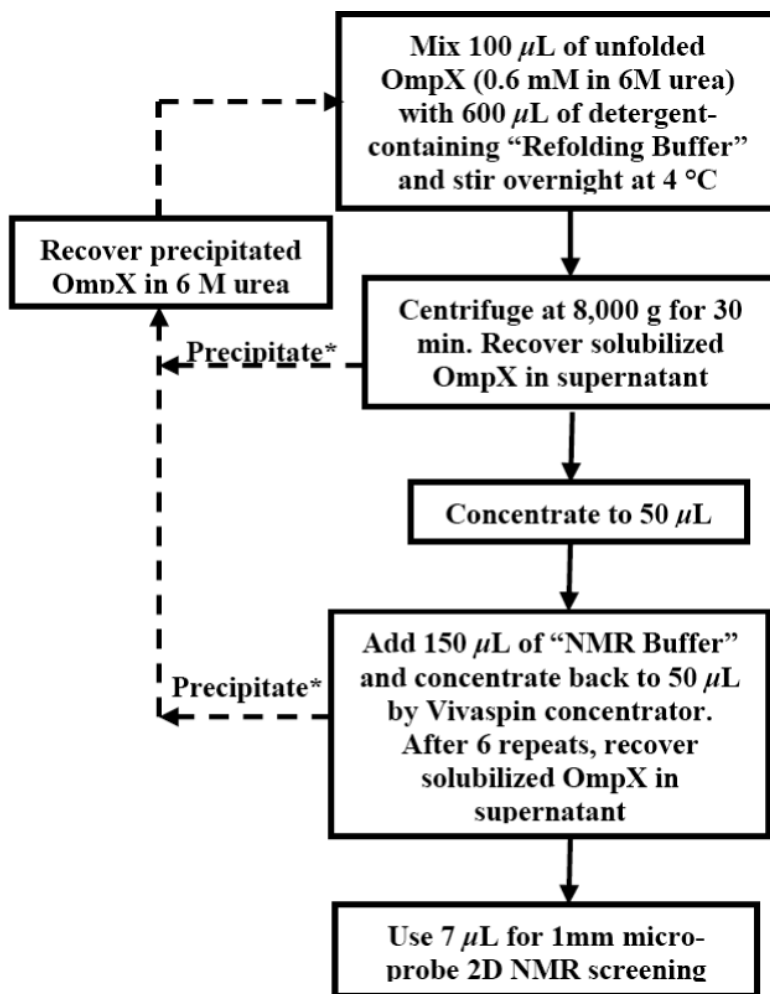 Mix 100 µL of unfolded
OmpX (0.6 mM in 6M urea)
with 600 µL of detergent-
containing “Refolding Buffer”
and stir overnight at 4 °C
Recover precipitated
OmpX in 6 M urea
Centrifuge at 8,000 g for 30
min. Recover solubilized
OmpX in supernatant
Precipitate*
Concentrate to 50 µL
Add 150 µL of “NMR Buffer”
and concentrate back to 50 µL
by Vivaspin concentrator.
After 6 repeats, recover
solubilized OmpX in
supernatant
Precipitate*
Use 7 µL for 1mm micro-
probe 2D NMR screening